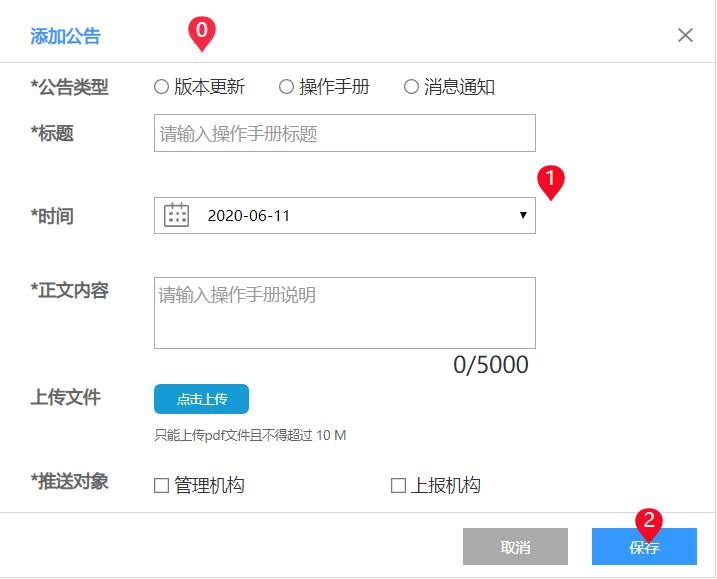 添加公告
0
*公告类型
版本更新 操作手册 消息通知
*标题
请输入操作手册标题
1
*时间
2020-06-11
*正文内容
请输入操作手册说明
0/5000
上传文件
点击上传
只能上传pdf文件且不得超过 10 M
*推送对象
管理机构 上报机构
2
取消 保存